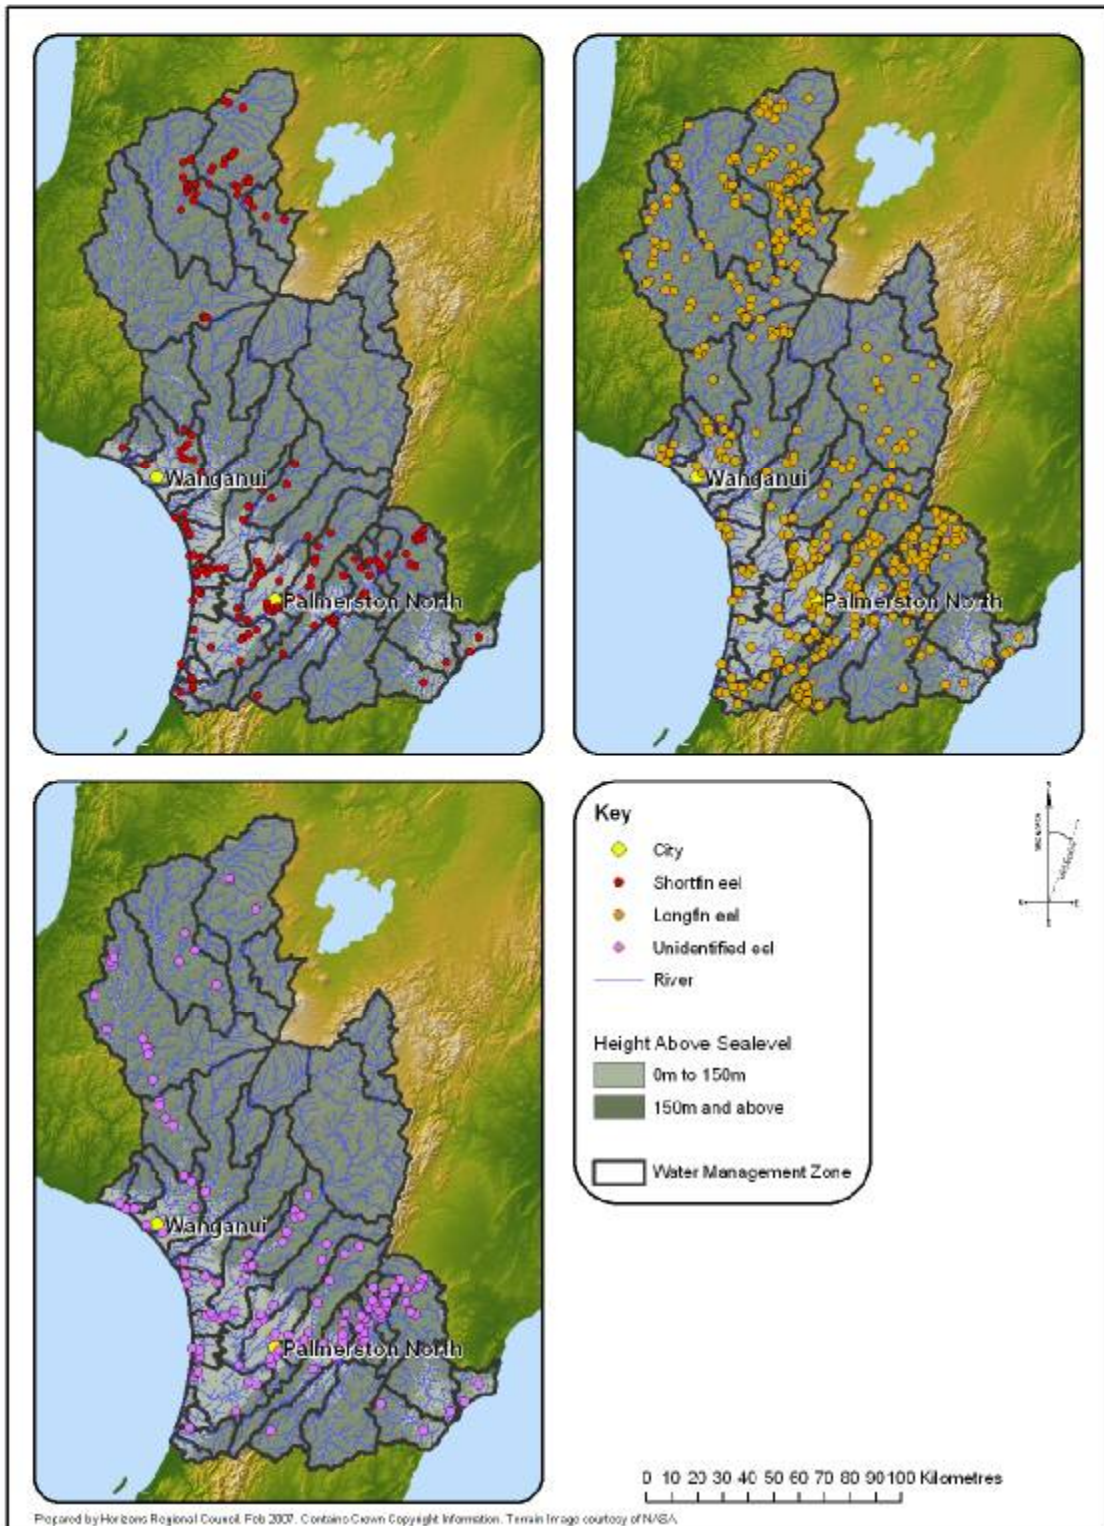 Wanganui
Palmerston North
Wanganui
Palmerston North
Wanganui
Palmerston North
Key
City
Shortfin eel
Longfin eel
Unidentified eel
River
Height Above Sealevel
0m to 150m
150m and above
Water Management Zone
0 10 20 30 40 50 60 70 80 90 100 Kilometres
Prepared by Horizons Regional Council. Feb 2007. Contains Crown Copyright Information. Terrain Image courtesy of NASA.